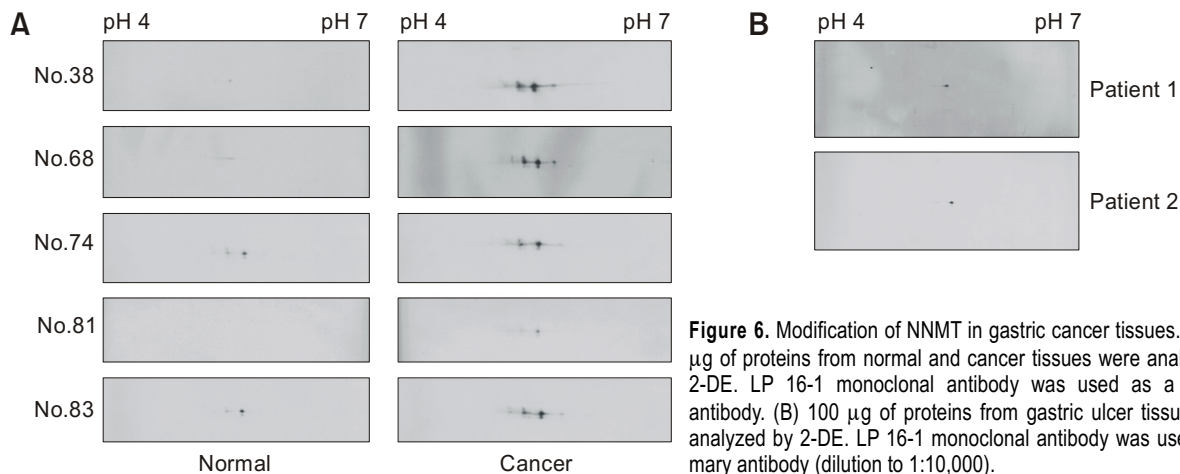 A
pH 4 pH 7
pH 4 pH 7
No.38
No.68
No.74
No.81
No.83
Normal
Cancer
B
pH 4 pH 7
Patient 1
Patient 2
Figure 6. Modification of NNMT in gastric cancer tissues.
μg of proteins from normal and cancer tissues were
2-DE. LP 16-1 monoclonal antibody was used as a
antibody. (B) 100 μg of proteins from gastric ulcer
analyzed by 2-DE. LP 16-1 monoclonal antibody was
mary antibody (dilution to 1:10,000).